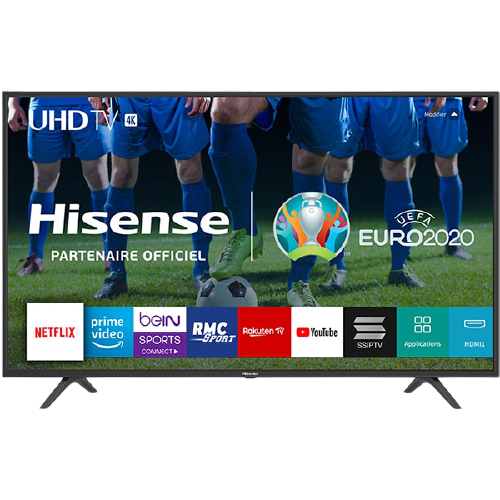 UHD TV 4K
Modifier
Hisense
PARTENAIRE OFFICIEL
UEFA
EURO2020
NETFLIX
prime
video
beIN
SPORTS
CONNECT
RMC
SPORT
Rakuten TV
YouTube
SSIPTV
Applications
HDMI1
Hisense